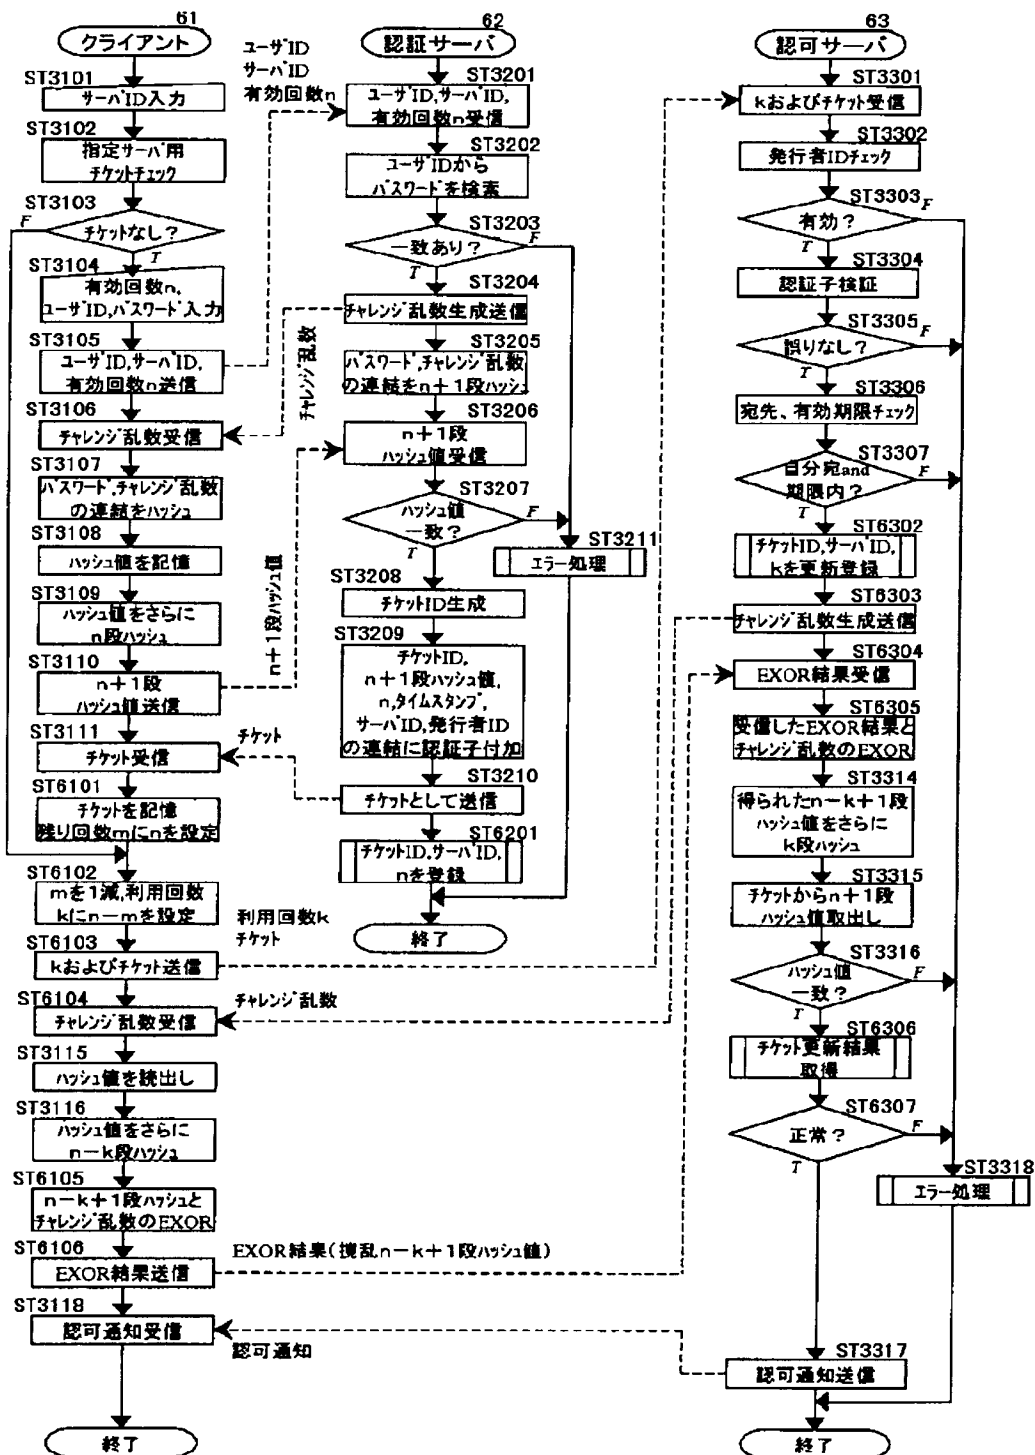 61
クライアント
ST3101
サーバID入力
ST3102
指定サーバ用
チケットチェック
ST3103
チケットなし？
F
T
ST3104
有効回数n,
ユーザID,パスワード入力
ST3105
ユーザID,サーバID,
有効回数n送信
ST3106
チャレンジ乱数受信
ST3107
パスワード,チャレンジ乱数
の連結をハッシュ
ST3108
ハッシュ値を記憶
ST3109
ハッシュ値をさらに
n段ハッシュ
ST3110
n+1段
ハッシュ値送信
ST3111
チケット受信
ST6101
チケットを記憶
残り回数mにnを設定
ST6102
mを1減,利用回数
kにn-mを設定
ST6103
kおよびチケット送信
ST6104
チャレンジ乱数受信
ST3115
ハッシュ値を読出し
ST3116
ハッシュ値をさらに
n-k段ハッシュ
ST6105
n-k+1段ハッシュと
チャレンジ乱数のEXOR
ST6106
EXOR結果送信
ST3118
認可通知受信
終了
ユーザID
サーバID
有効回数n
チャレンジ乱数
n+1段ハッシュ値
チケット
利用回数k
チケット
チャレンジ乱数
EXOR結果(撹乱n-k+1段ハッシュ値)
認可通知
62
認証サーバ
ST3201
ユーザID,サーバID,
有効回数n受信
ST3202
ユーザIDから
パスワードを検索
ST3203
一致あり？
F
T
ST3204
チャレンジ乱数生成送信
ST3205
パスワード,チャレンジ乱数
の連結をn+1段ハッシュ
ST3206
n+1段
ハッシュ値受信
ST3207
ハッシュ値
一致？
F
T
ST3211
エラー処理
ST3208
チケットID生成
ST3209
チケットID,
n+1段ハッシュ値,
n,タイムスタンプ,
サーバID,発行者ID
の連結に認証子付加
ST3210
チケットとして送信
ST6201
チケットID,サーバID,
nを登録
終了
63
認可サーバ
ST3301
kおよびチケット受信
ST3302
発行者IDチェック
ST3303
有効？
F
T
ST3304
認証子検証
ST3305
誤りなし？
F
T
ST3306
宛先、有効期限チェック
ST3307
自分宛and
期限内？
F
T
ST6302
チケットID,サーバID,
kを更新登録
ST6303
チャレンジ乱数生成送信
ST6304
EXOR結果受信
ST6305
受信したEXOR結果と
チャレンジ乱数のEXOR
ST3314
得られたn-k+1段
ハッシュ値をさらに
k段ハッシュ
ST3315
チケットからn+1段
ハッシュ値取出し
ST3316
ハッシュ値
一致？
F
T
ST6306
チケット更新結果
取得
ST6307
正常？
F
T
ST3318
エラー処理
ST3317
認可通知送信
終了